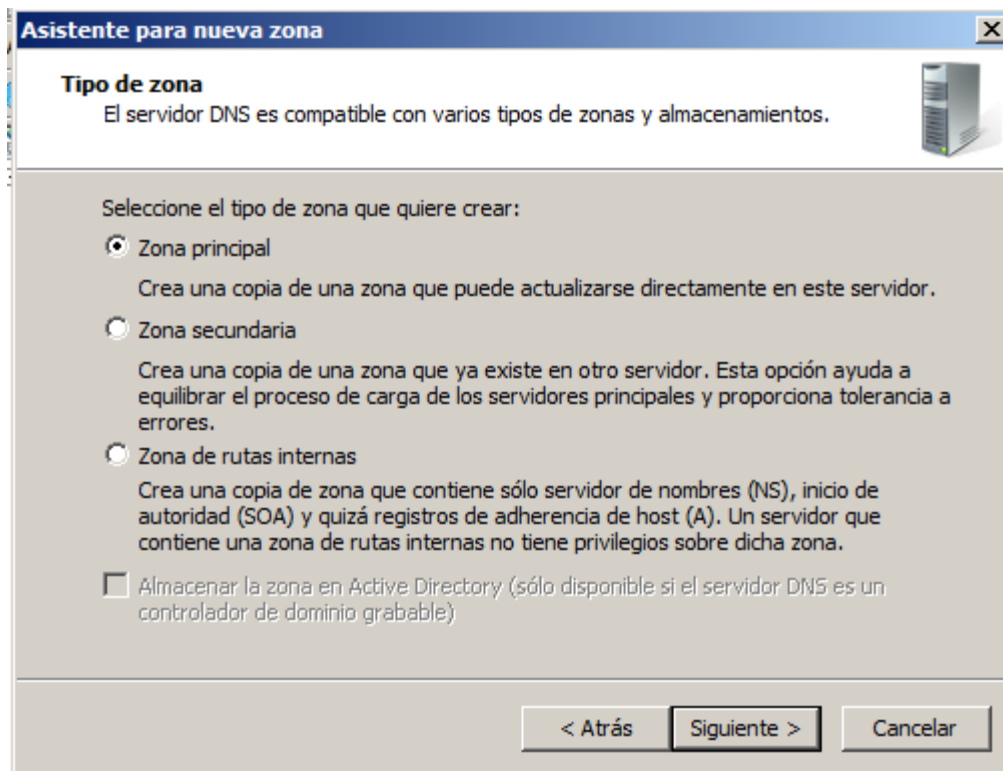 Asistente para nueva zona
Tipo de zona
El servidor DNS es compatible con varios tipos de zonas y almacenamientos.
Seleccione el tipo de zona que quiere crear:
Zona principal
Crea una copia de una zona que puede actualizarse directamente en este servidor.
Zona secundaria
Crea una copia de una zona que ya existe en otro servidor. Esta opción ayuda a
equilibrar el proceso de carga de los servidores principales y proporciona tolerancia a
errores.
Zona de rutas internas
Crea una copia de zona que contiene sólo servidor de nombres (NS), inicio de
autoridad (SOA) y quizá registros de adherencia de host (A). Un servidor que
contiene una zona de rutas internas no tiene privilegios sobre dicha zona.
Almacenar la zona en Active Directory (sólo disponible si el servidor DNS es un
controlador de dominio grabable)
< Atrás Siguiente > Cancelar